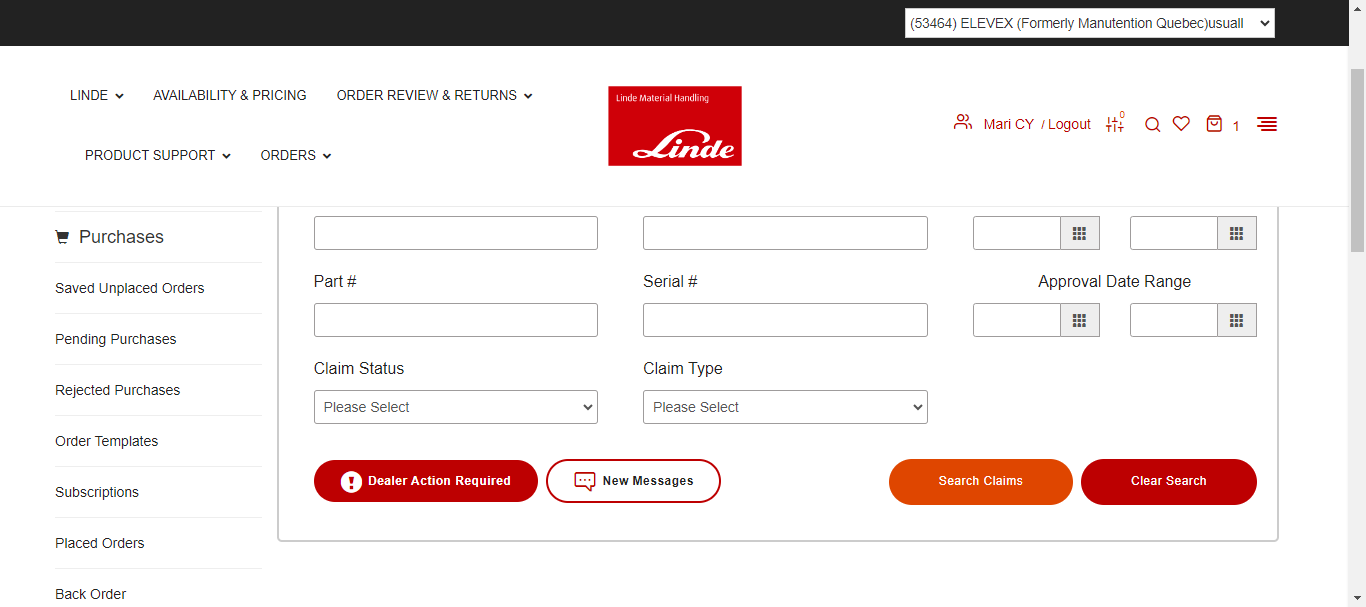 (53464) ELEVEX (Formerly Manutention Quebec)usuall
LINDE
AVAILABILITY & PRICING
ORDER REVIEW & RETURNS
PRODUCT SUPPORT
ORDERS
Linde Material Handling
Linde
Mari CY / Logout
0
1
Purchases
Saved Unplaced Orders
Pending Purchases
Rejected Purchases
Order Templates
Subscriptions
Placed Orders
Back Order
Part #
Serial #
Approval Date Range
Claim Status
Claim Type
Please Select
Please Select
Dealer Action Required
New Messages
Search Claims
Clear Search